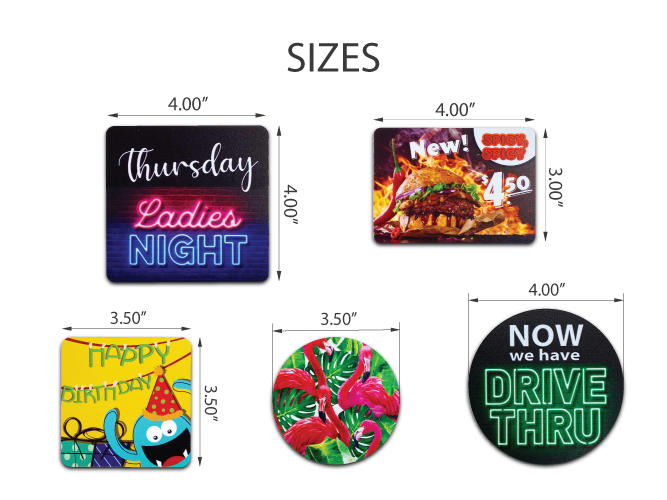 SIZES
4.00"
Thursday
Ladies
NIGHT
4.00"
4.00"
New!
SPICY,
SPICY
$4.50
3.00"
3.50"
HAPPY
BIRTHDAY
3.50"
3.50"
4.00"
NOW
we have
DRIVE
THRU